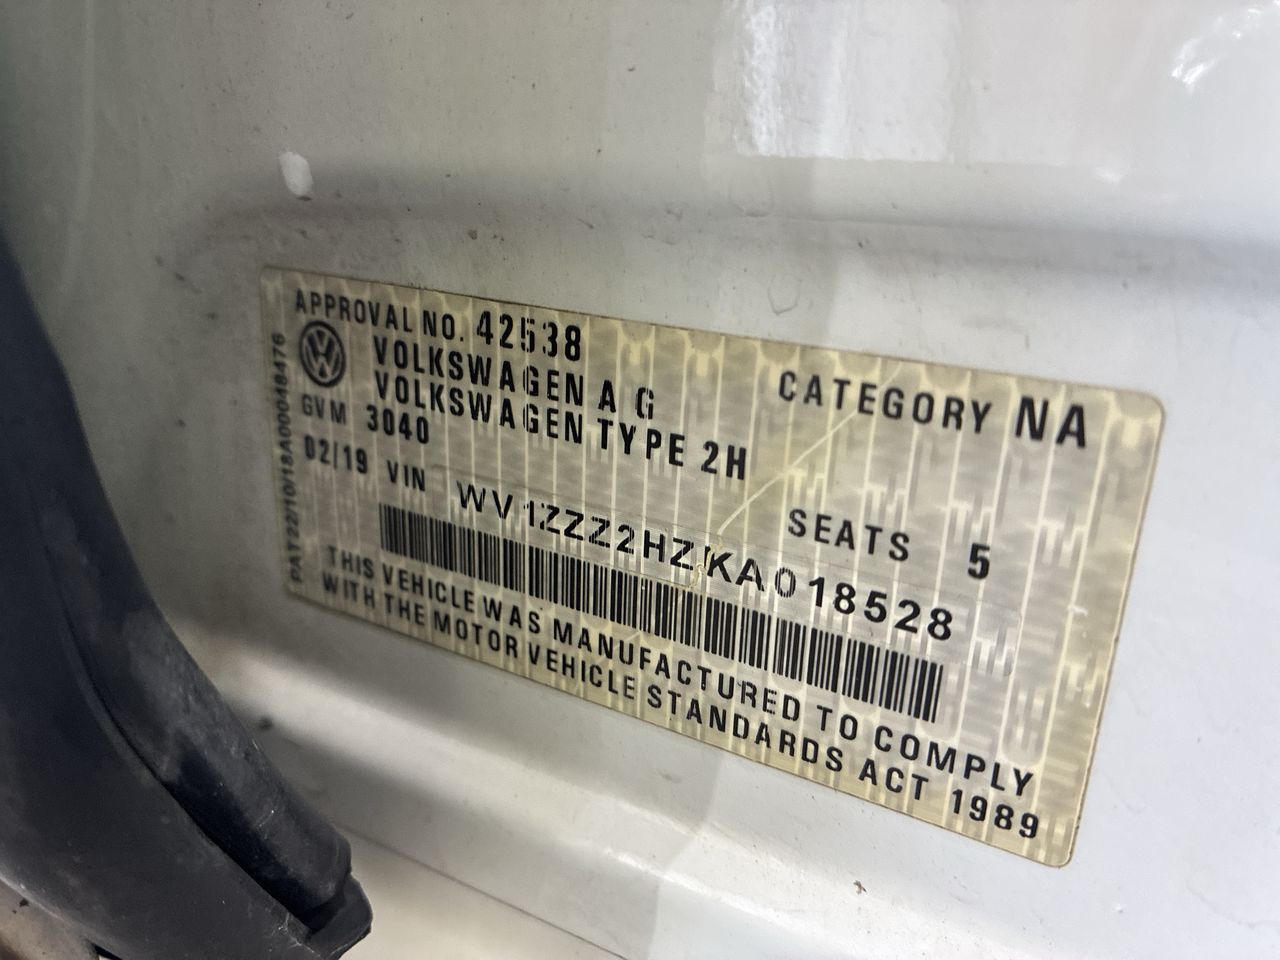 APPROVAL NO. 42538
CATEGORY NA
VOLKSWAGEN A G
VOLKSWAGEN TYPE 2H
GVM 3040
SEATS 5
02/19 VIN WV1ZZZ2HZKA018528
THIS VEHICLE WAS MANUFACTURED TO COMPLY
WITH THE MOTOR VEHICLE STANDARDS ACT 1989
PAT22/10/18A00048476